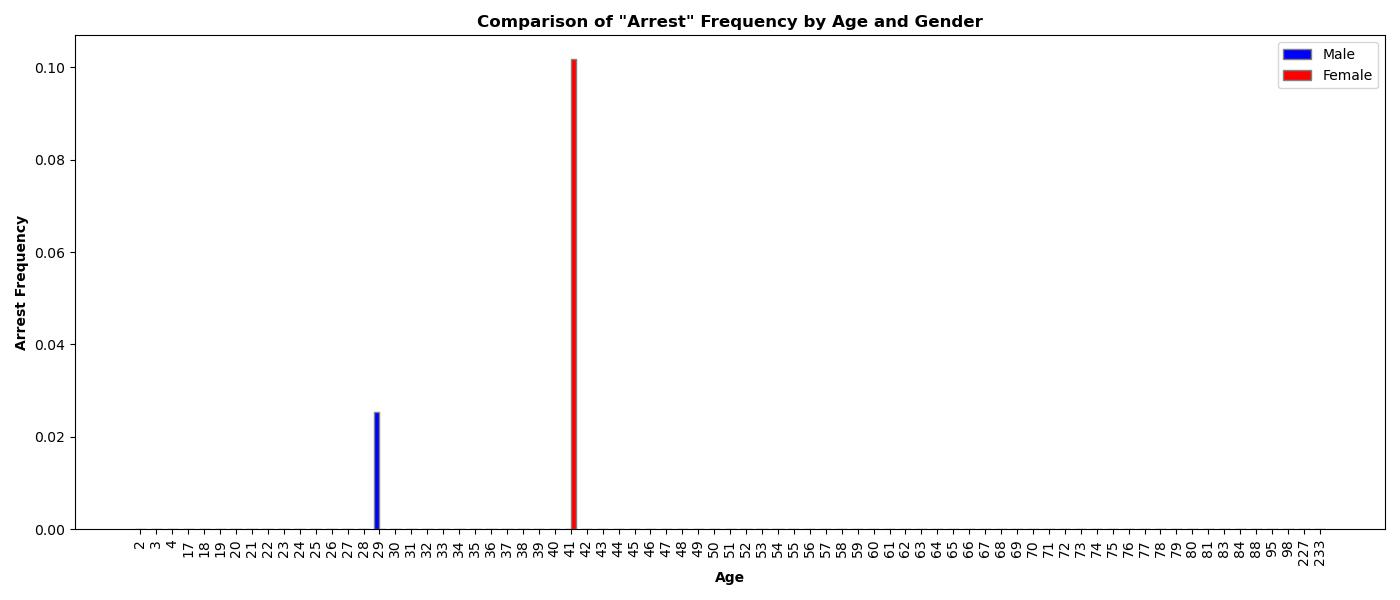 Comparison of "Arrest" Frequency by Age and Gender
Male
Female
Arrest Frequency
0.10
0.08
0.06
0.04
0.02
0.00
2 3 4 17 18 19 20 21 22 23 24 25 26 27 28 29 30 31 32 33 34 35 36 37 38 39 40 41 42 43 44 45 46 47 48 49 50 51 52 53 54 55 56 57 58 59 60 61 62 63 64 65 66 67 68 69 70 71 72 73 74 75 76 77 78 79 80 81 83 84 88 95 98 227 233
Age